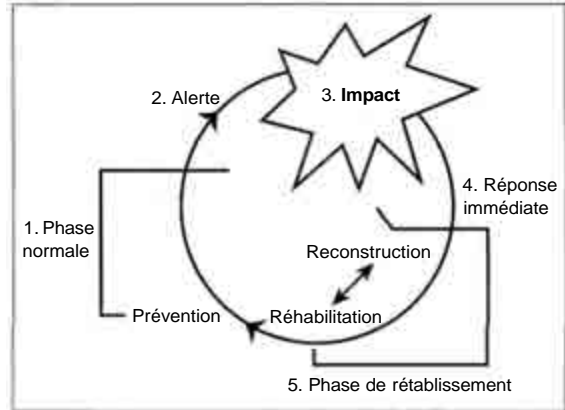 2. Alerte
3. Impact
4. Réponse
immédiate
1. Phase
normale
Reconstruction
Prévention
Réhabilitation
5. Phase de rétablissement